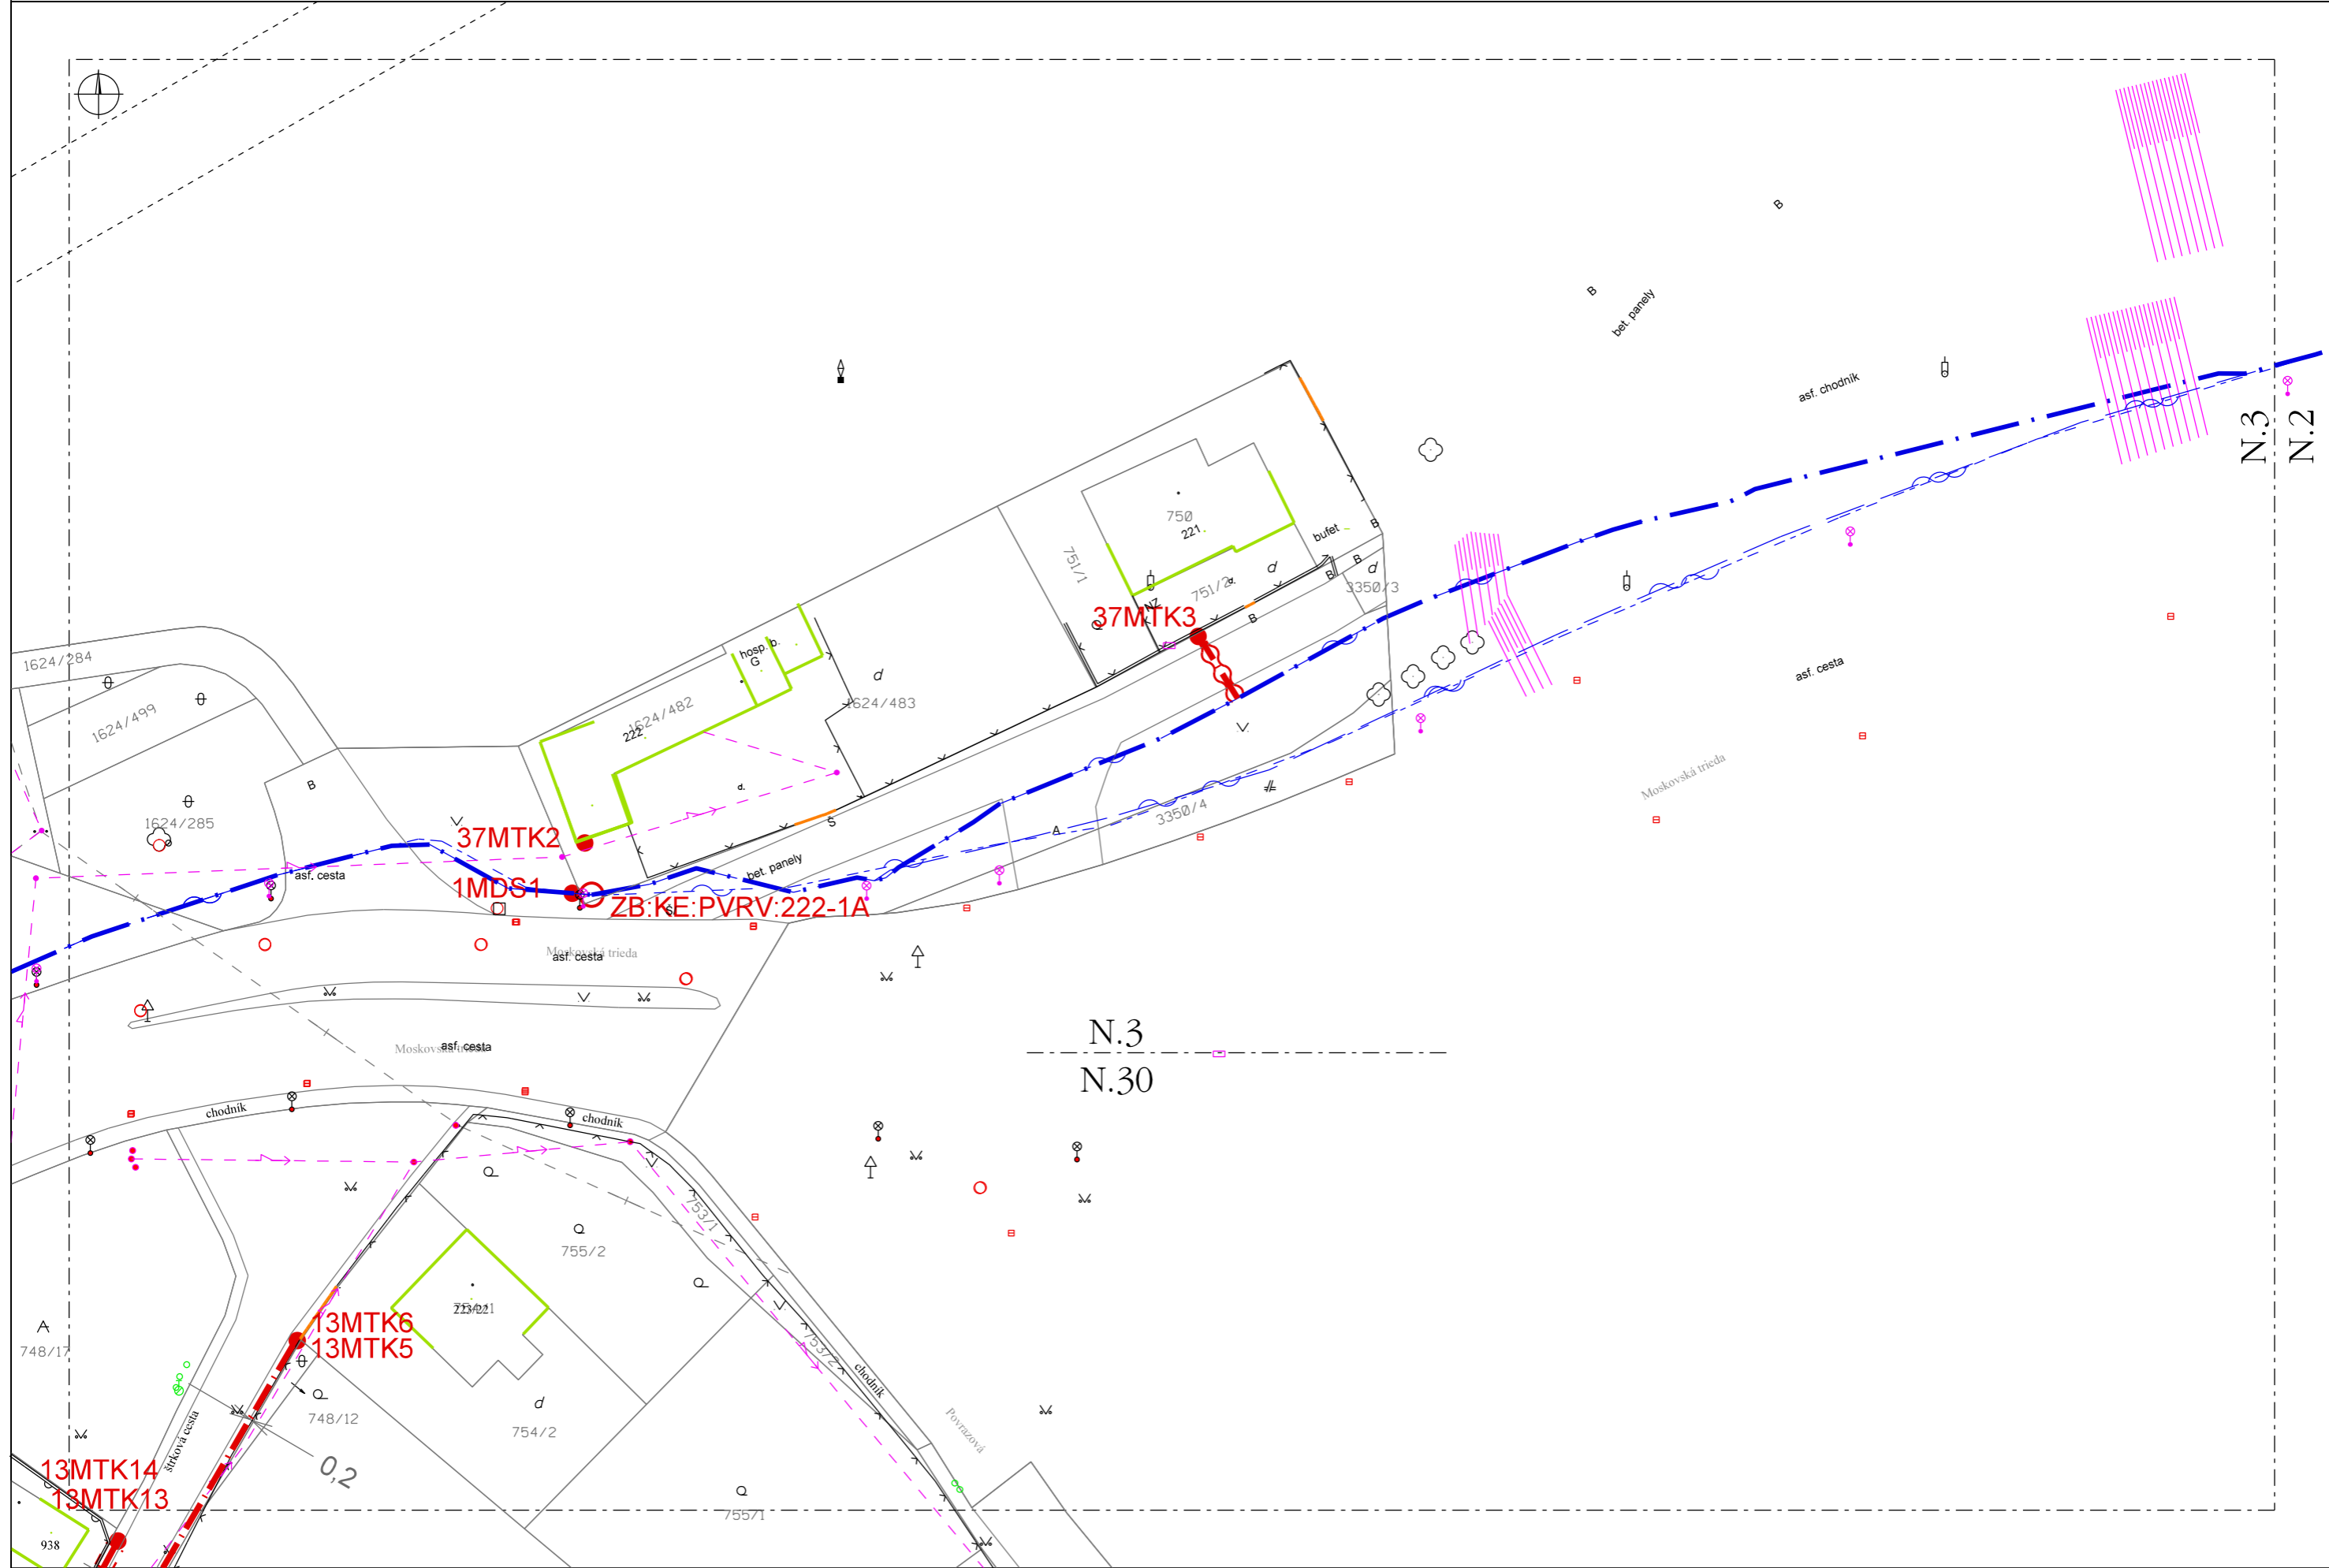 B
B
bet. panely
asf. chodník
N.3
N.2
750
221
bufet
B
751/1
B
d
d
B
751/2
d.
3350/3
NZ
37MTK3
B
hosp. b.
G
1624/284
d
asf. cesta
1624/482
1624/483
1624/499
222
Moskovská trieda
B
d.
1624/285
3350/4
37MTK2
Š
A
bet. panely
asf. cesta
1MDS1
ZB:KE:PVRV:222-1A
Moskovská trieda
asf. cesta
N.3
Moskovská trieda
asf. cesta
N.30
chodník
chodník
753/1
755/2
13MTK6
13MTK5
748/17
753/2
chodník
748/12
d
754/2
Povrazová
štrková cesta
0,2
13MTK14
13MTK13
755/1
938